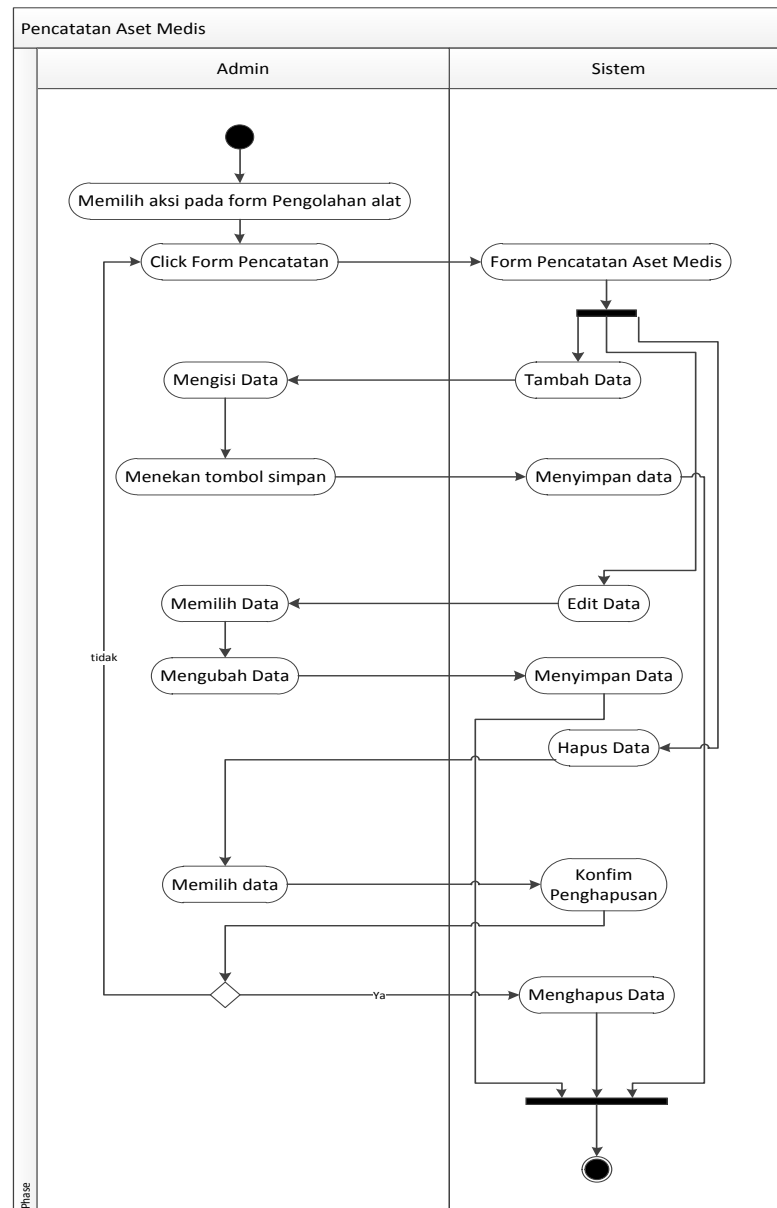 Pencatatan Aset Medis
Admin
Sistem
Memilih aksi pada form Pengolahan alat
Click Form Pencatatan
Form Pencatatan Aset Medis
Mengisi Data
Tambah Data
Menekan tombol simpan
Menyimpan data
Memilih Data
Edit Data
tidak
Mengubah Data
Menyimpan Data
Hapus Data
Memilih data
Konfim
Penghapusan
Ya
Menghapus Data
Phase